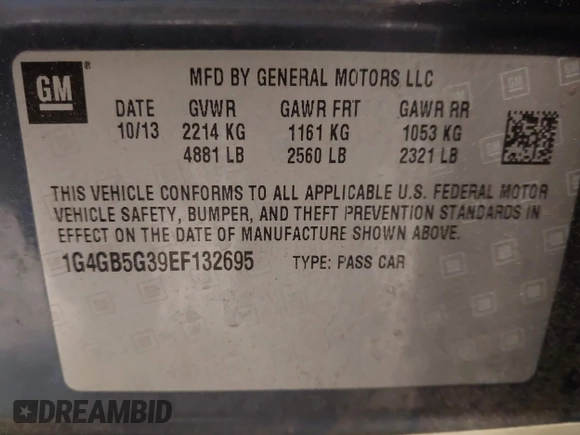 GM®
MFD BY GENERAL MOTORS LLC
DATE GVWR GAWR FRT GAWR RR
10/13 2214 KG 1161 KG 1053 KG
4881 LB 2560 LB 2321 LB
THIS VEHICLE CONFORMS TO ALL APPLICABLE U.S. FEDERAL MOTOR
VEHICLE SAFETY, BUMPER, AND THEFT PREVENTION STANDARDS IN
EFFECT ON THE DATE OF MANUFACTURE SHOWN ABOVE.
1G4GB5G39EF132695 TYPE: PASS CAR
DREAMBID